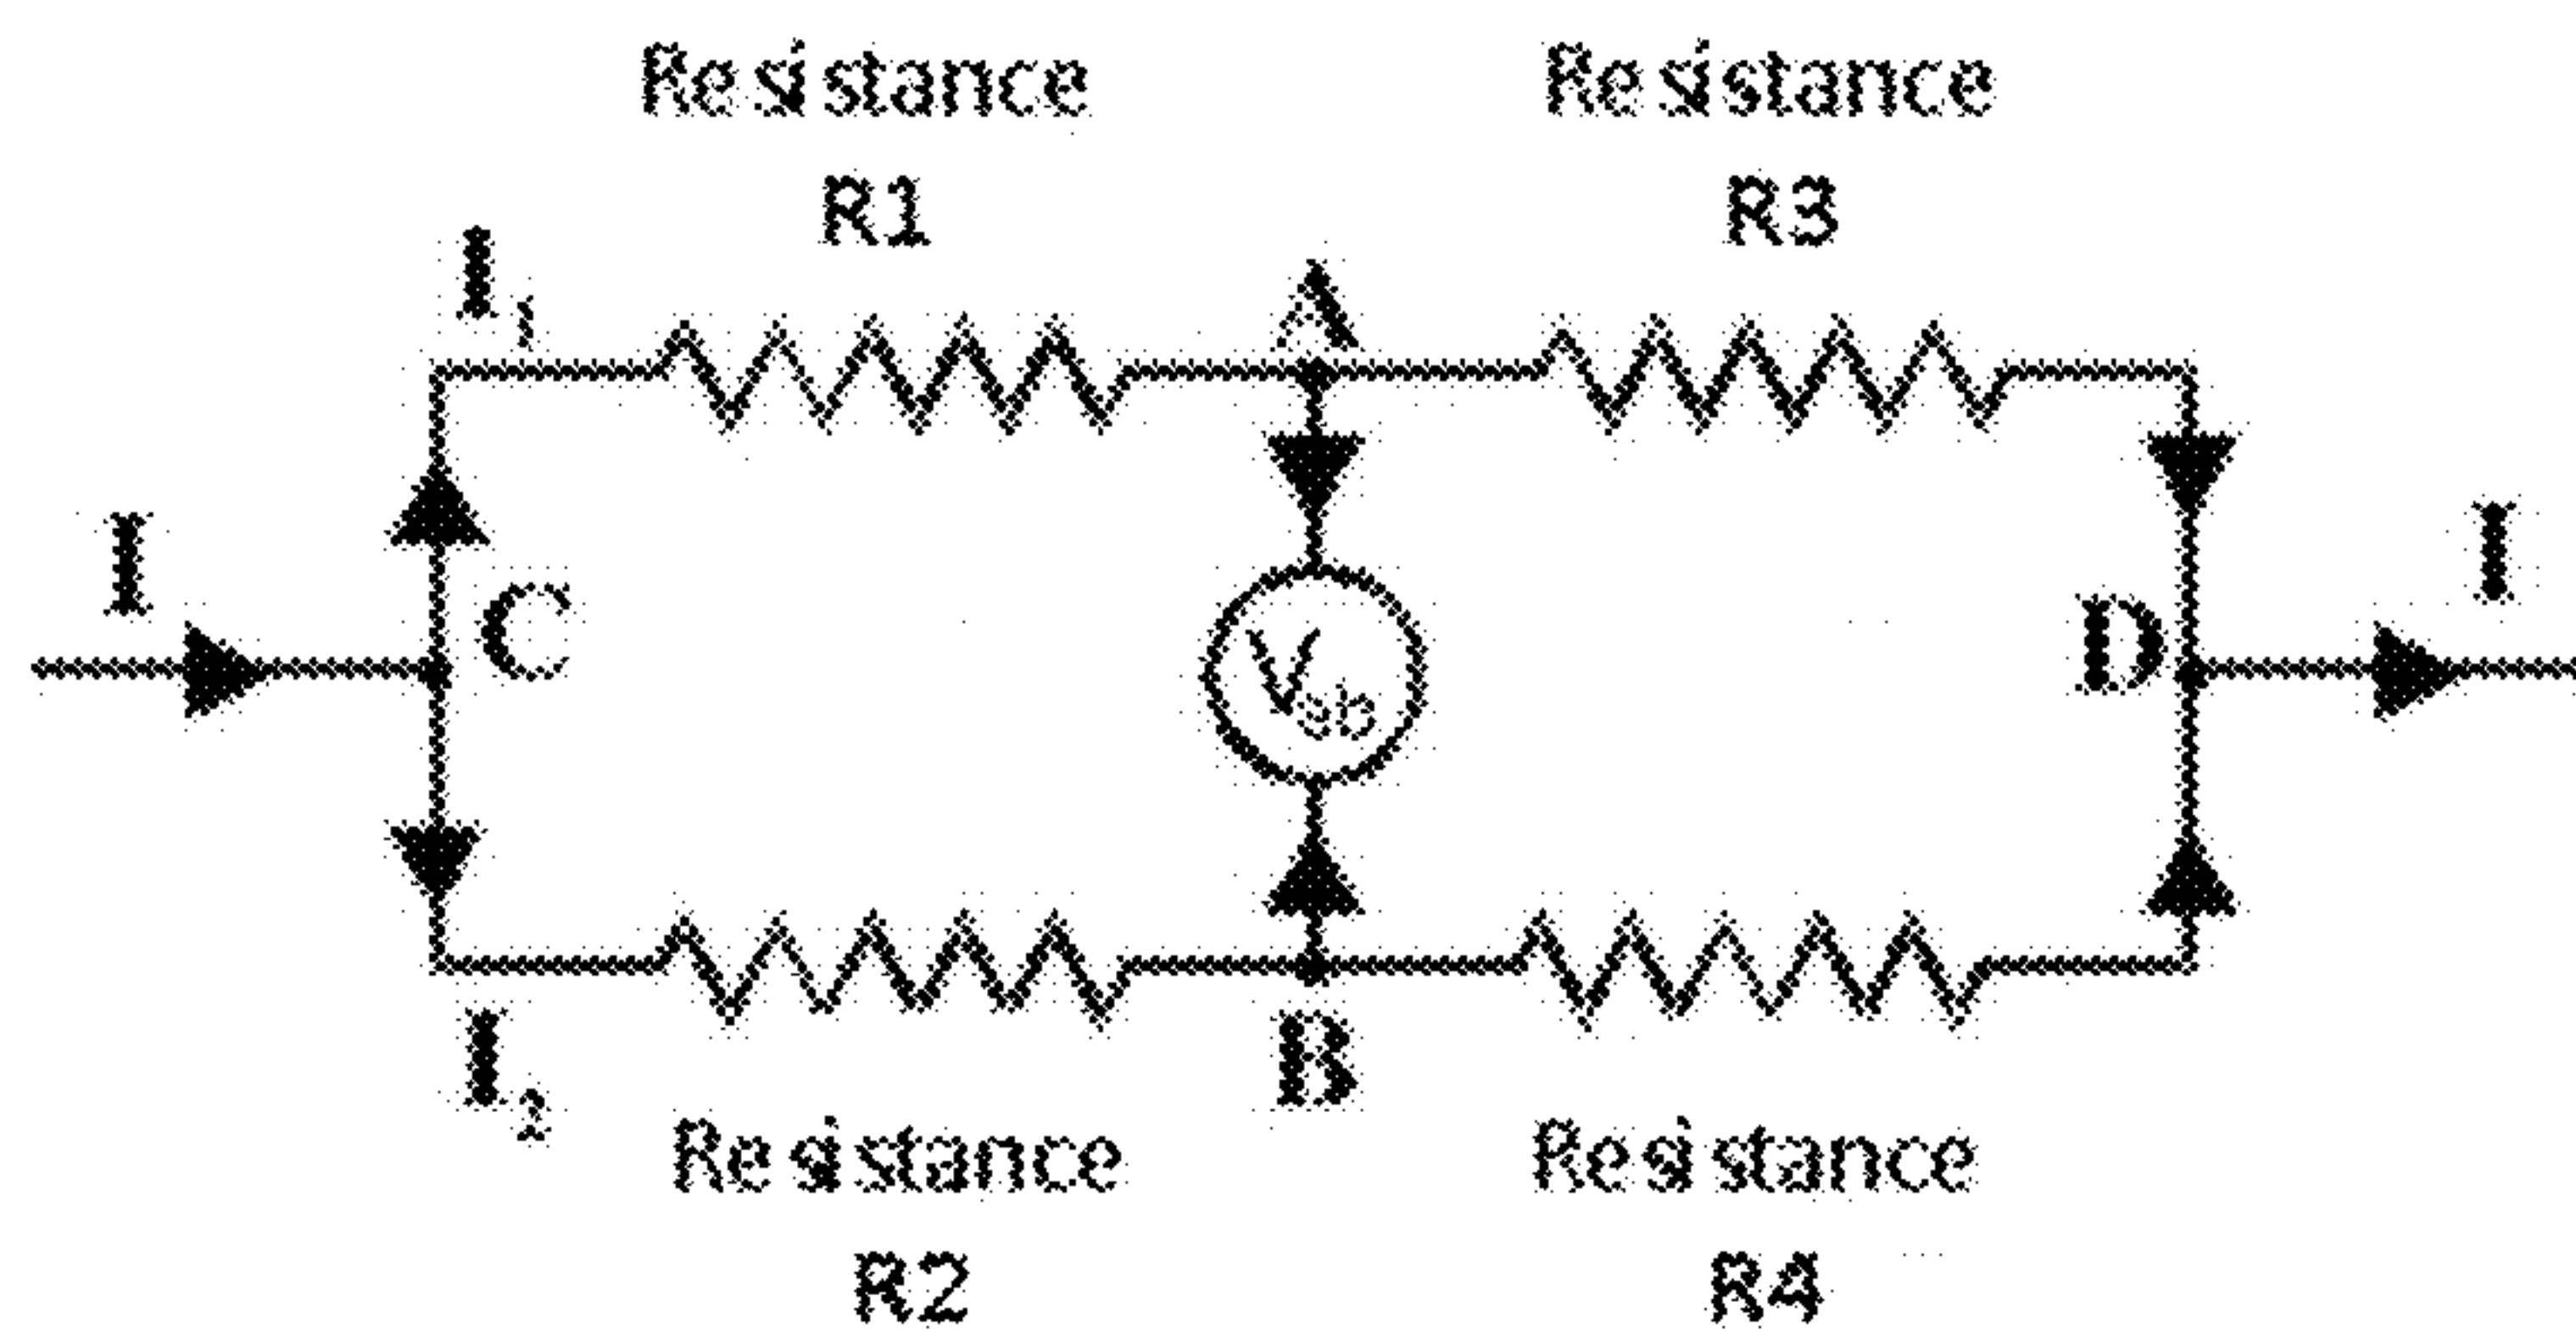 Resistance
R1
Resistance
R3
I1
A
I
C
Vab
D
I
I2
B
Resistance
R2
Resistance
R4